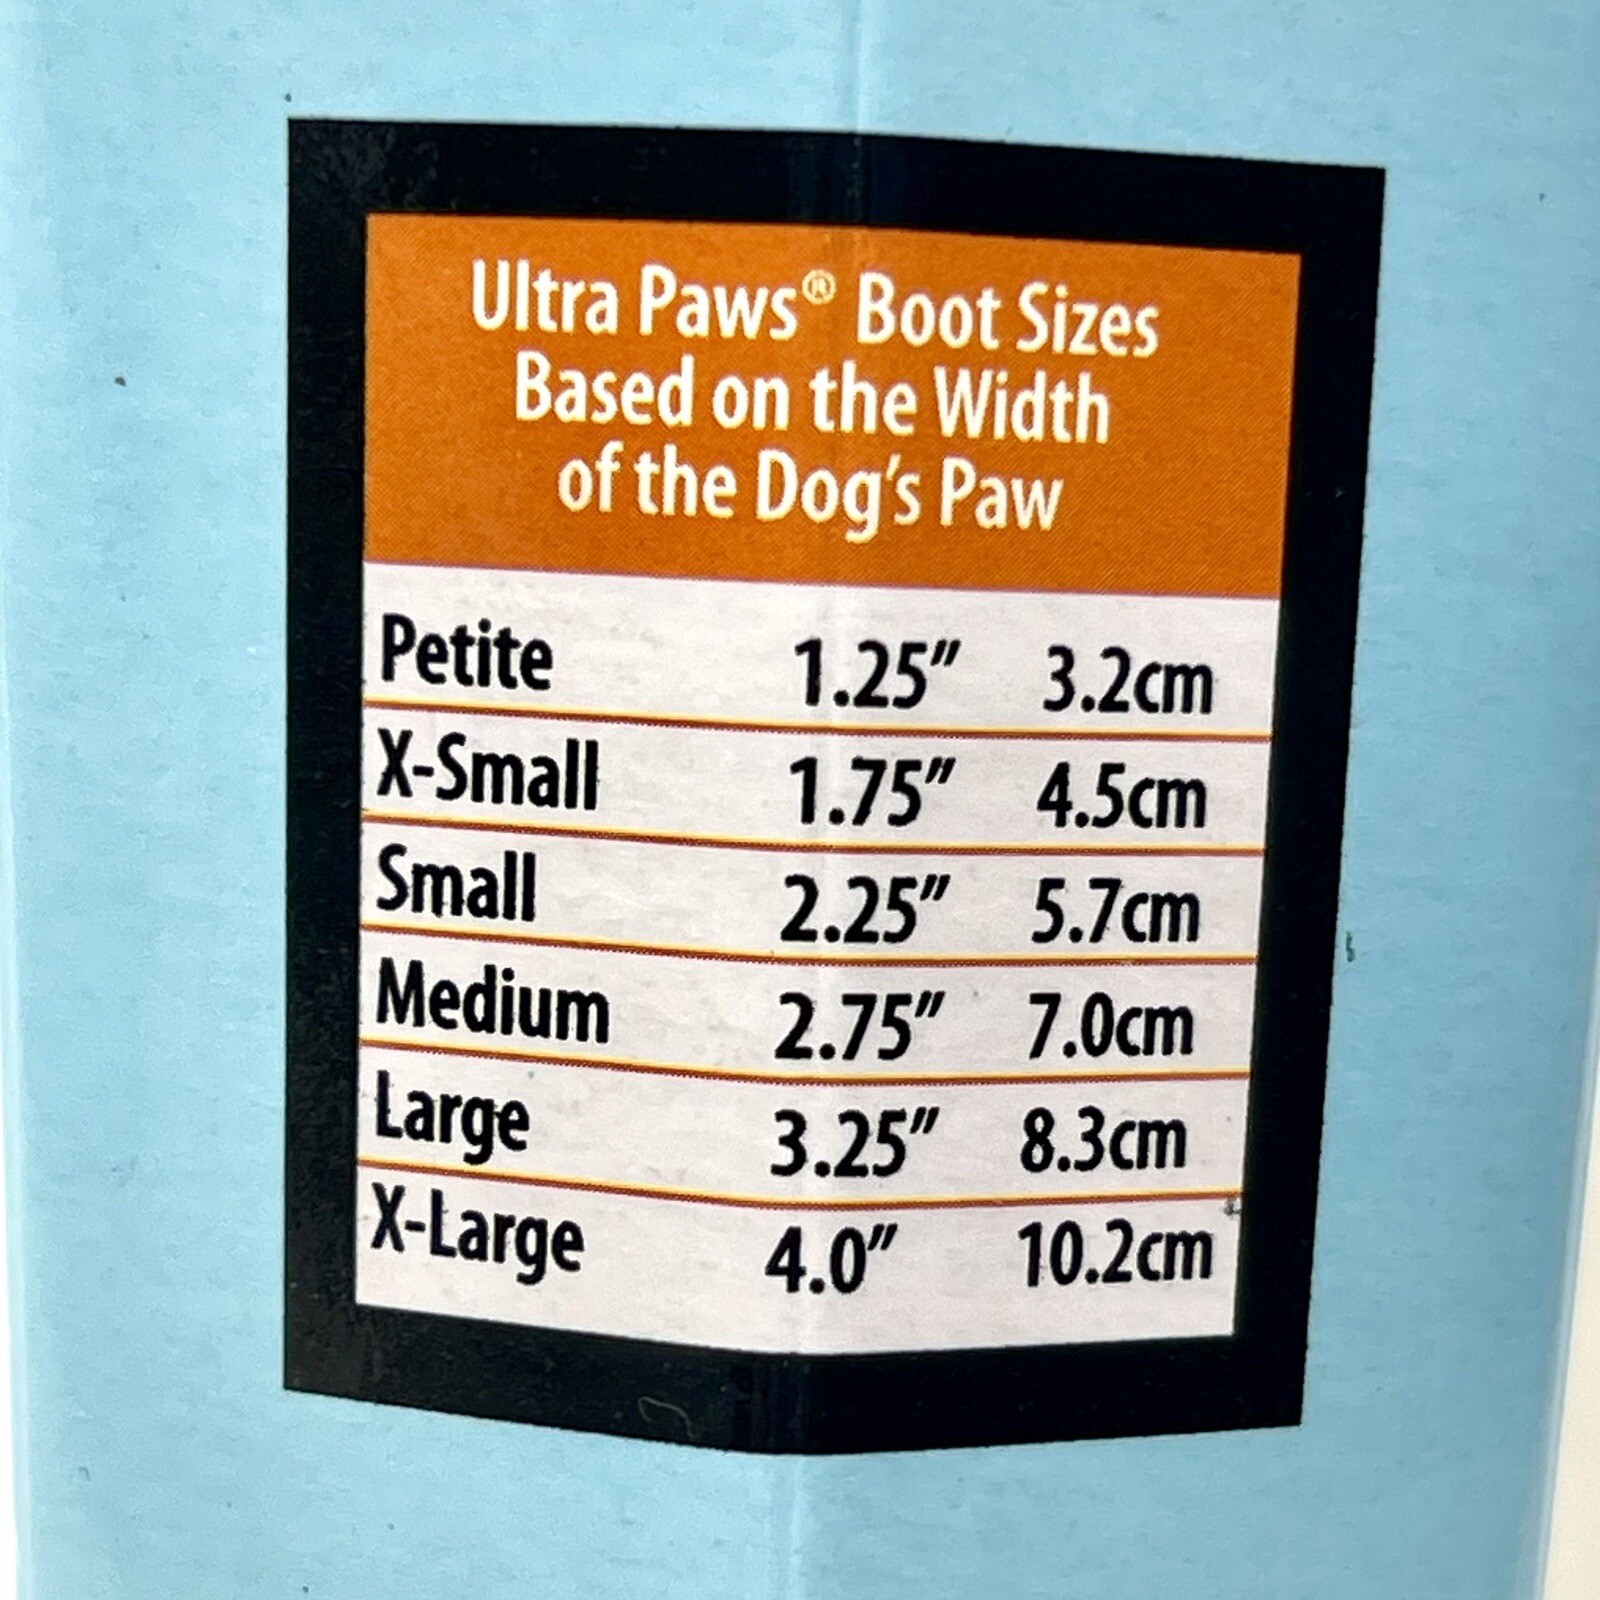 Ultra Paws® Boot Sizes
Based on the Width
of the Dog's Paw
Petite 1.25" 3.2cm
X-Small 1.75" 4.5cm
Small 2.25" 5.7cm
Medium 2.75" 7.0cm
Large 3.25" 8.3cm
X-Large 4.0" 10.2cm